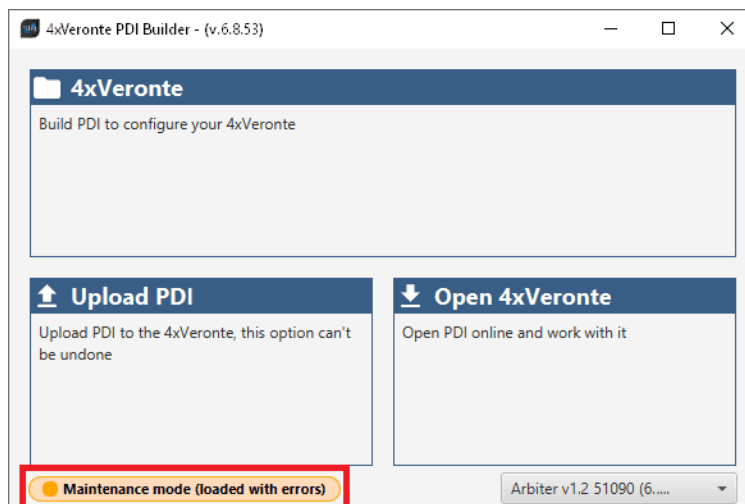 4xVeronte PDI Builder - (v.6.8.53)
4xVeronte
Build PDI to configure your 4xVeronte
Upload PDI
Upload PDI to the 4xVeronte, this option can't
be undone
Open 4xVeronte
Open PDI online and work with it
Maintenance mode (loaded with errors)
Arbiter v1.2 51090 (6.....